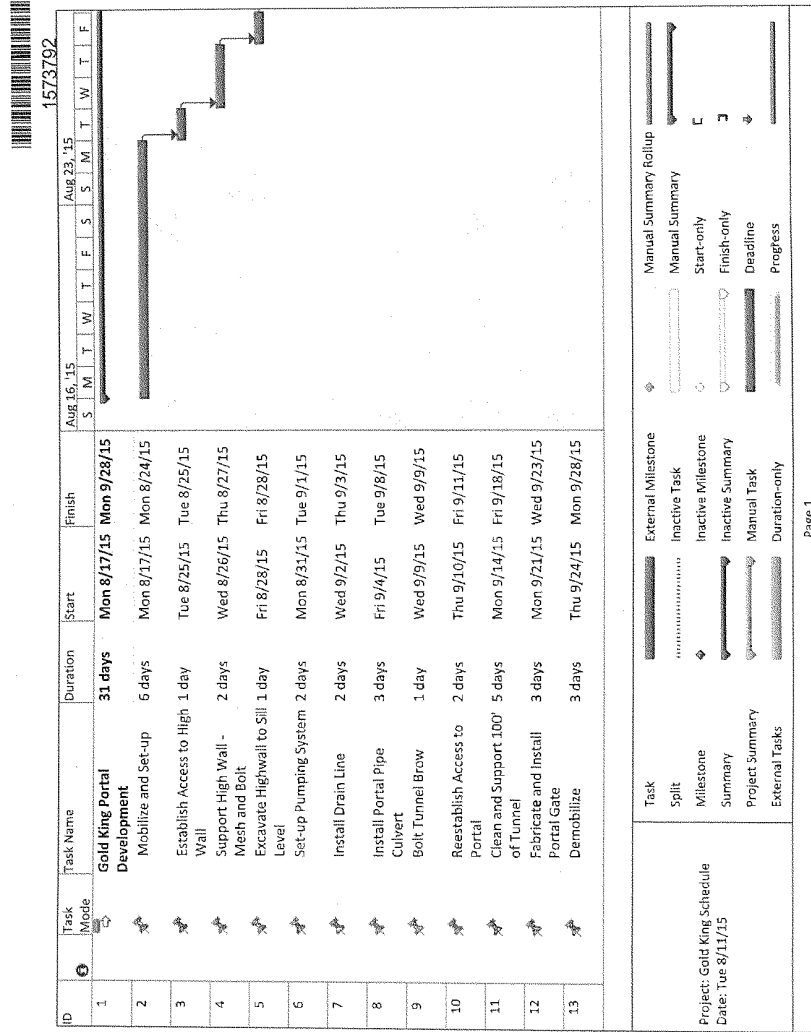 1573792
ID Task Mode Task Name Duration Start Finish Aug 16, '15 Aug 23, '15
S M T W T F S S M T W T F
1 Gold King Portal Development 31 days Mon 8/17/15 Mon 9/28/15
2 Mobilize and Set-up 6 days Mon 8/17/15 Mon 8/24/15
3 Establish Access to High Wall 1 day Tue 8/25/15 Tue 8/25/15
4 Support High Wall - Mesh and Bolt 2 days Wed 8/26/15 Thu 8/27/15
5 Excavate Highwall to Sill Level 1 day Fri 8/28/15 Fri 8/28/15
6 Set-up Pumping System 2 days Mon 8/31/15 Tue 9/1/15
7 Install Drain Line 2 days Wed 9/2/15 Thu 9/3/15
8 Install Portal Pipe Culvert 3 days Fri 9/4/15 Tue 9/8/15
9 Bolt Tunnel Brow 1 day Wed 9/9/15 Wed 9/9/15
10 Reestablish Access to Portal 2 days Thu 9/10/15 Fri 9/11/15
11 Clean and Support 100' of Tunnel 5 days Mon 9/14/15 Fri 9/18/15
12 Fabricate and Install Portal Gate 3 days Mon 9/21/15 Wed 9/23/15
13 Demobilize 3 days Thu 9/24/15 Mon 9/28/15
Project: Gold King Schedule
Date: Tue 8/11/15
Task External Milestone Manual Summary Rollup
Split Inactive Task Manual Summary
Milestone Inactive Milestone Start-only
Summary Inactive Summary Finish-only
Project Summary Manual Task Deadline
External Tasks Duration-only Progress
Page 1